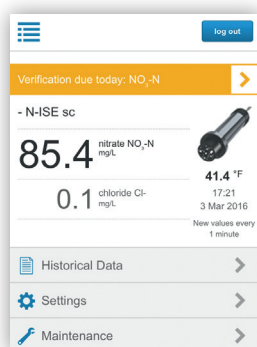 log out
Verification due today: NO₃-N
- N-ISE sc
85.4 nitrate NO₃-N
mg/L
0.1 chloride Cl-
mg/L
41.4 °F
17:21
3 Mar 2016
New values every
1 minute
Historical Data
Settings
Maintenance